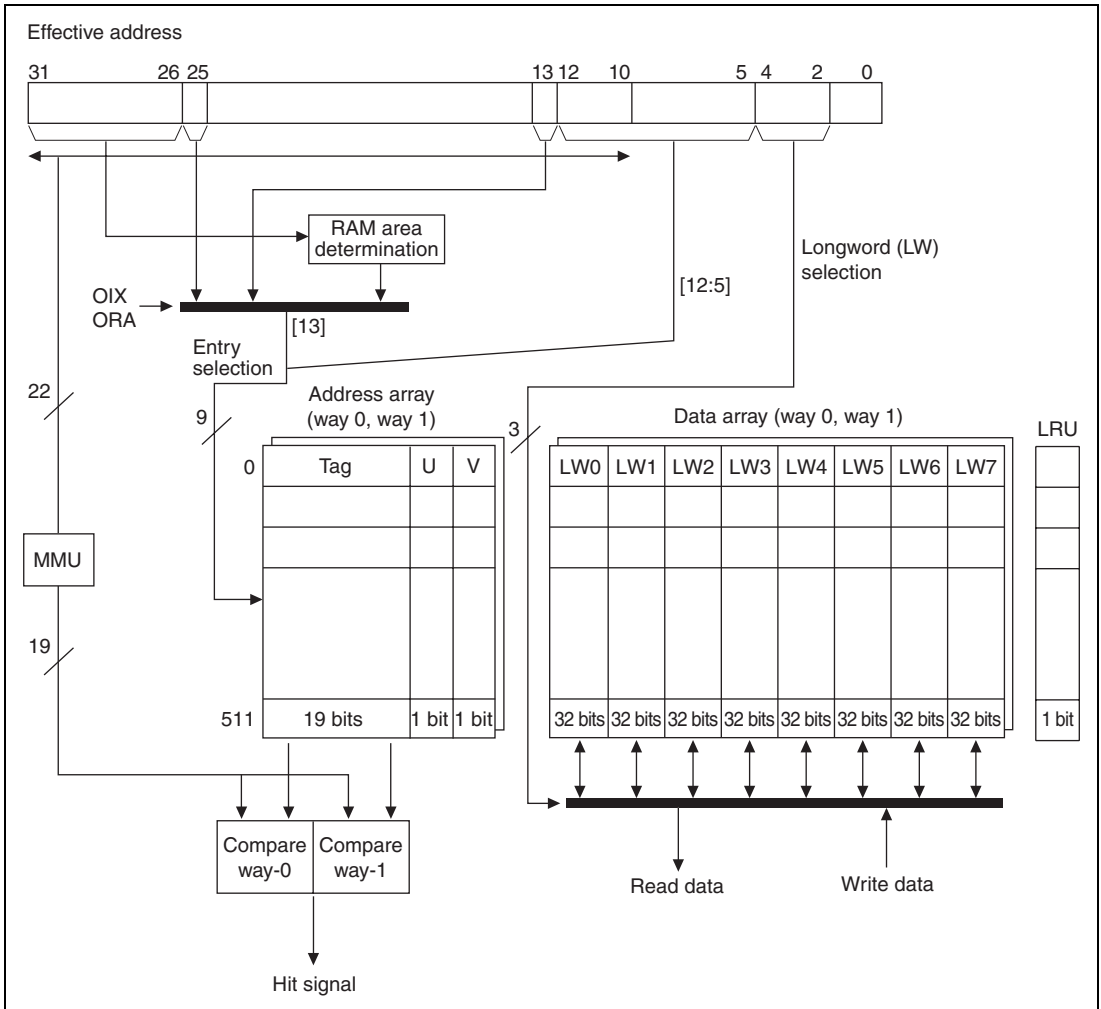 Effective address
31 26 25 13 12 10 5 4 2 0
RAM area
determination
Longword (LW)
selection
OIX
ORA
[12:5]
[13]
Entry
selection
22
9
Address array
(way 0, way 1)
3
Data array (way 0, way 1)
LRU
0 Tag U V
LW0 LW1 LW2 LW3 LW4 LW5 LW6 LW7
MMU
19
511 19 bits 1 bit 1 bit
32 bits 32 bits 32 bits 32 bits 32 bits 32 bits 32 bits 32 bits
1 bit
Compare
way-0
Compare
way-1
Read data
Write data
Hit signal